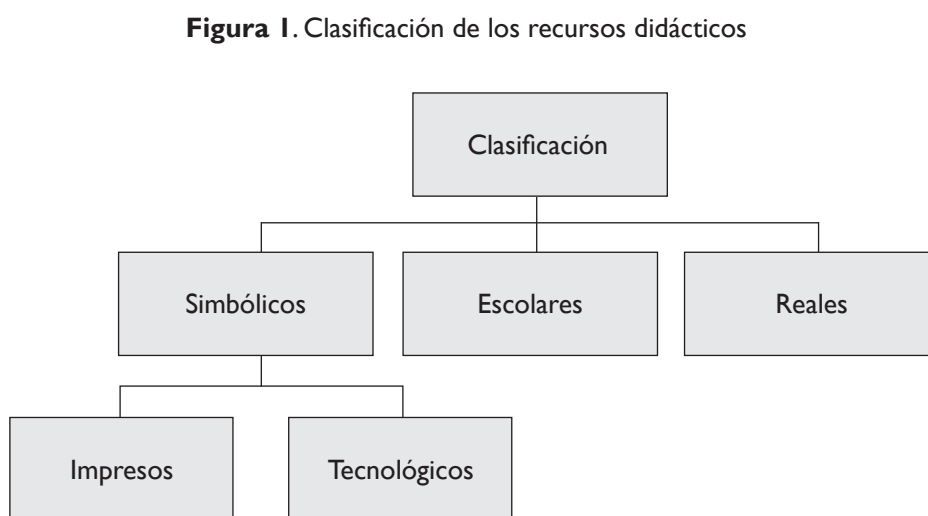 Figura 1. Clasificación de los recursos didácticos
Clasificación
Simbólicos
Escolares
Reales
Impresos
Tecnológicos